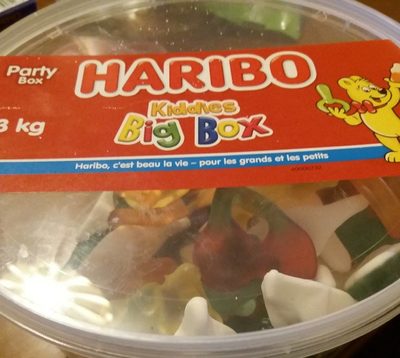 Party
Box
HARIBO
3 kg
Kiddies
Big Box
Haribo, c'est beau la vie – pour les grands et les petits